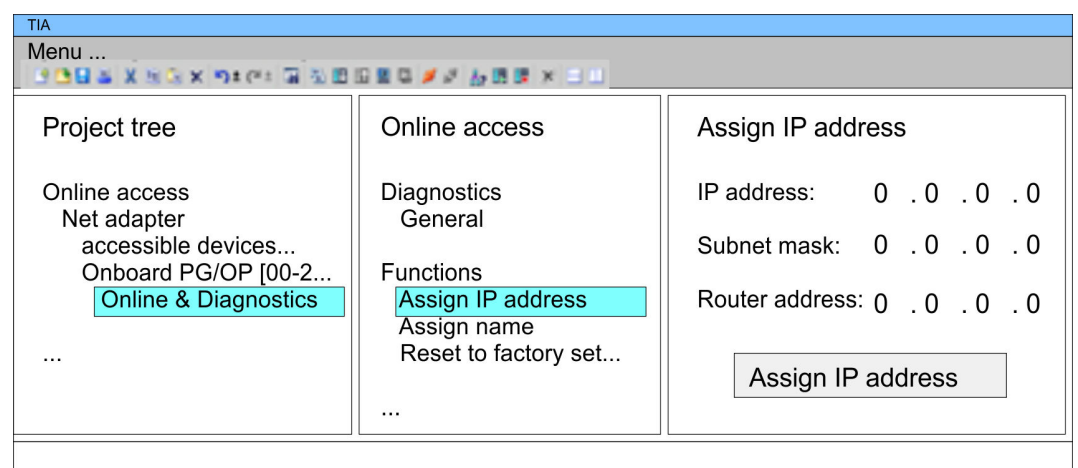 TIA
Menu ...
Project tree
Online access
Net adapter
accessible devices...
Onboard PG/OP [00-2...
Online & Diagnostics
...
Online access
Diagnostics
General
Functions
Assign IP address
Assign name
Reset to factory set...
...
Assign IP address
IP address: 0 . 0 . 0 . 0
Subnet mask: 0 . 0 . 0 . 0
Router address: 0 . 0 . 0 . 0
Assign IP address